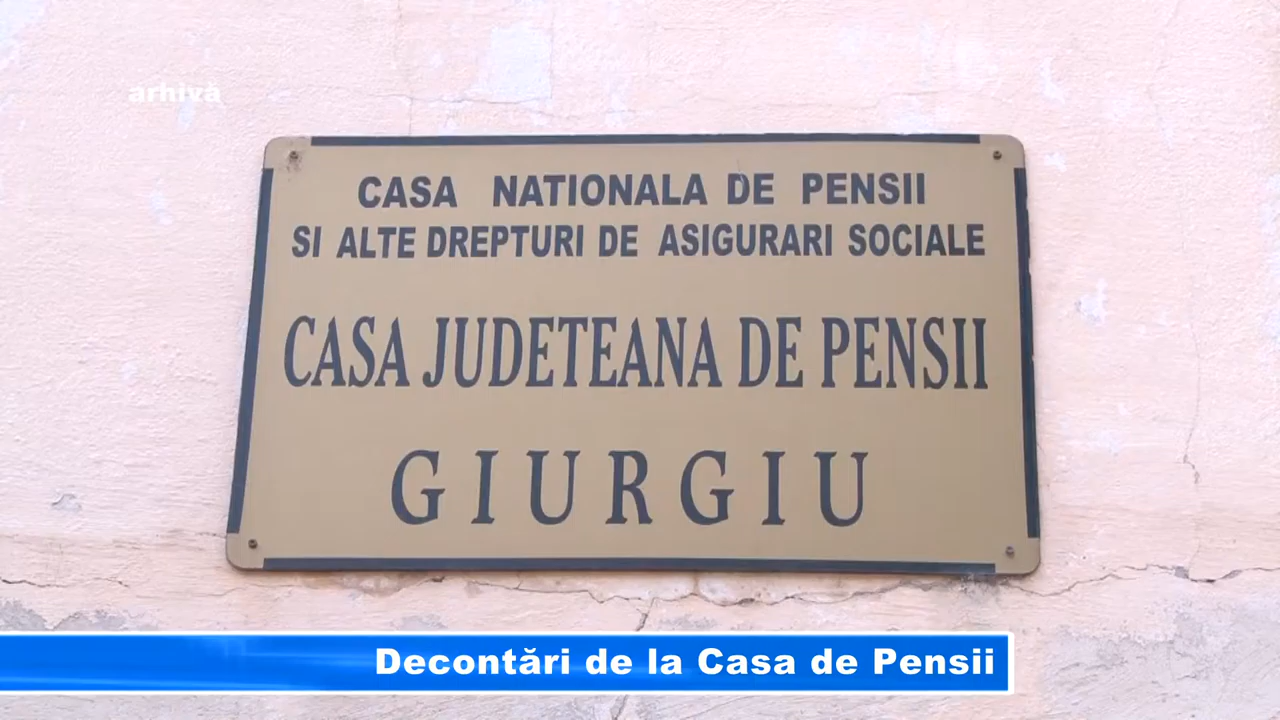 arhivă
CASA NATIONALA DE PENSII
SI ALTE DREPTURI DE ASIGURARI SOCIALE
CASA JUDETEANA DE PENSII
GIURGIU
Decontări de la Casa de Pensii